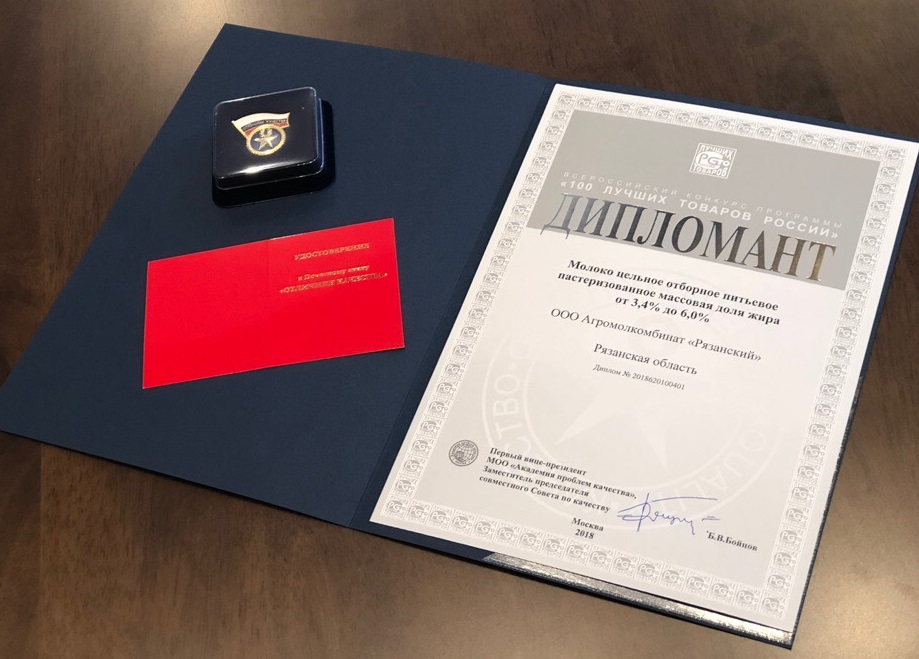 УДОСТОВЕРЕНИЕ
к Почетному знаку
«ОТЛИЧНИК КАЧЕСТВА»
ЛУЧШИХ
ТОВАРОВ
ВСЕРОССИЙСКИЙ КОНКУРС ПРОГРАММЫ
«100 ЛУЧШИХ ТОВАРОВ РОССИИ»
ДИПЛОМАНТ
Молоко цельное отборное питьевое
пастеризованное массовая доля жира
от 3,4% до 6,0%
ООО Агромолкомбинат «Рязанский»
Рязанская область
Диплом № 2018620100401
Первый вице-президент
МОО «Академия проблем качества»,
Заместитель председателя
совместного Совета по качеству
Б.В.Бойцов
Москва
2018